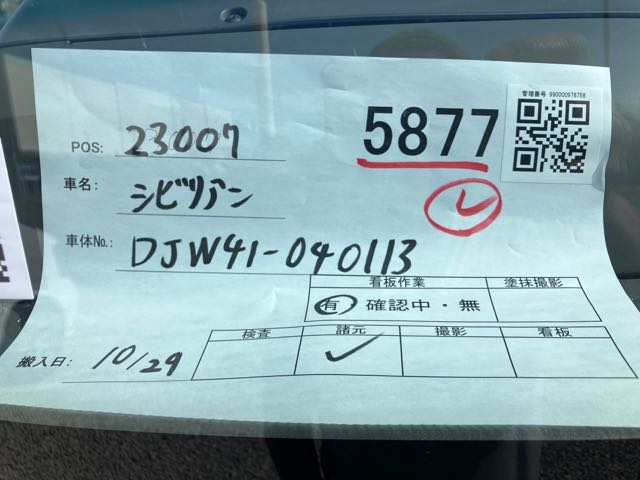 管理番号 990000978758
5877
POS: 23007
車名: シビリアン
車体No.: DJW41-040113
看板作業 塗抹撮影
有・確認中・無
検査 諸元 撮影 看板
搬入日: 10/29